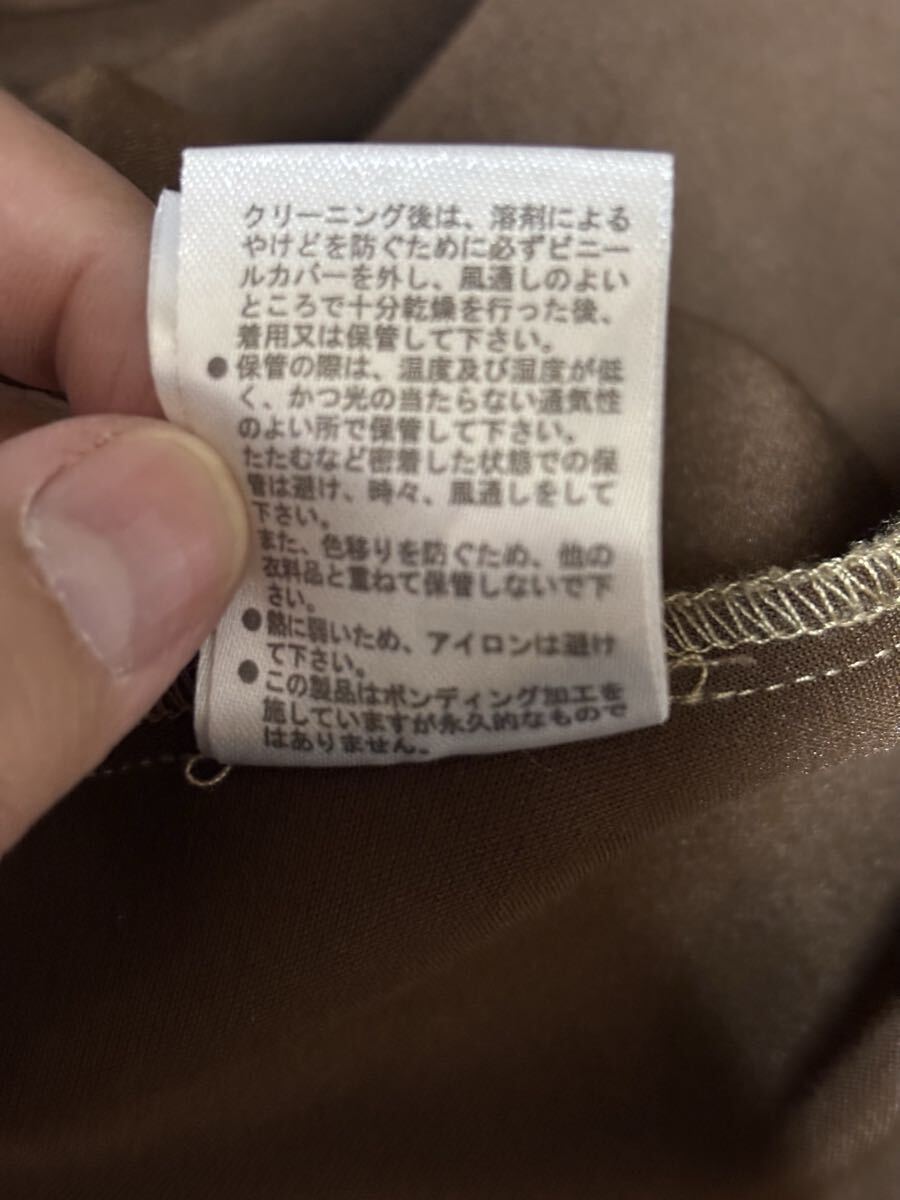 クリーニング後は、溶剤による
やけどを防ぐために必ずビニー
ルカバーを外し、風通しのよい
ところで十分乾燥を行った後、
着用又は保管して下さい。
●保管の際は、温度及び湿度が低
く、かつ光の当たらない通気性
のよい所で保管して下さい。
たたむなど密着した状態での保
管は避け、時々、風通しをして
下さい。
また、色移りを防ぐため、他の
衣料品と重ねて保管しないで下
さい。
●熱に弱いため、アイロンは避け
て下さい。
●この製品はボンディング加工を
施していますが永久的なもので
はありません。